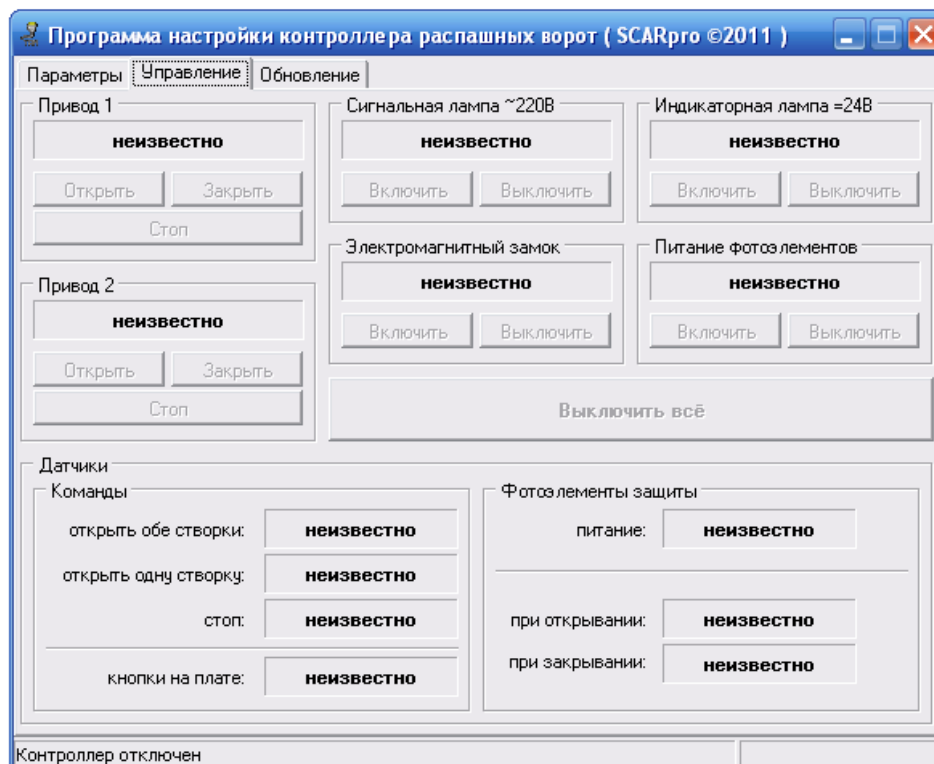 Программа настройки контроллера распашных ворот ( SCARpro ©2011 )
Параметры Управление Обновление
Привод 1
неизвестно
Открыть Закрыть
Стоп
Привод 2
неизвестно
Открыть Закрыть
Стоп
Сигнальная лампа ~220В
неизвестно
Включить Выключить
Индикаторная лампа =24В
неизвестно
Включить Выключить
Электромагнитный замок
неизвестно
Включить Выключить
Питание фотоэлементов
неизвестно
Включить Выключить
Выключить всё
Датчики
Команды
открыть обе створки: неизвестно
открыть одну створку: неизвестно
стоп: неизвестно
кнопки на плате: неизвестно
Фотоэлементы защиты
питание: неизвестно
при открывании: неизвестно
при закрывании: неизвестно
Контроллер отключен